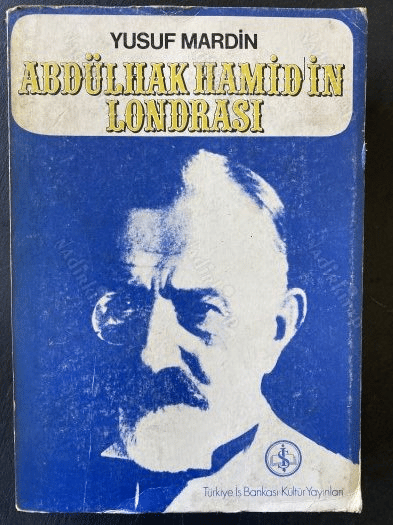 YUSUF MARDİN
ABDÜLHAK HAMİD'İN
LONDRASI
Türkiye İş Bankası Kültür Yayınları